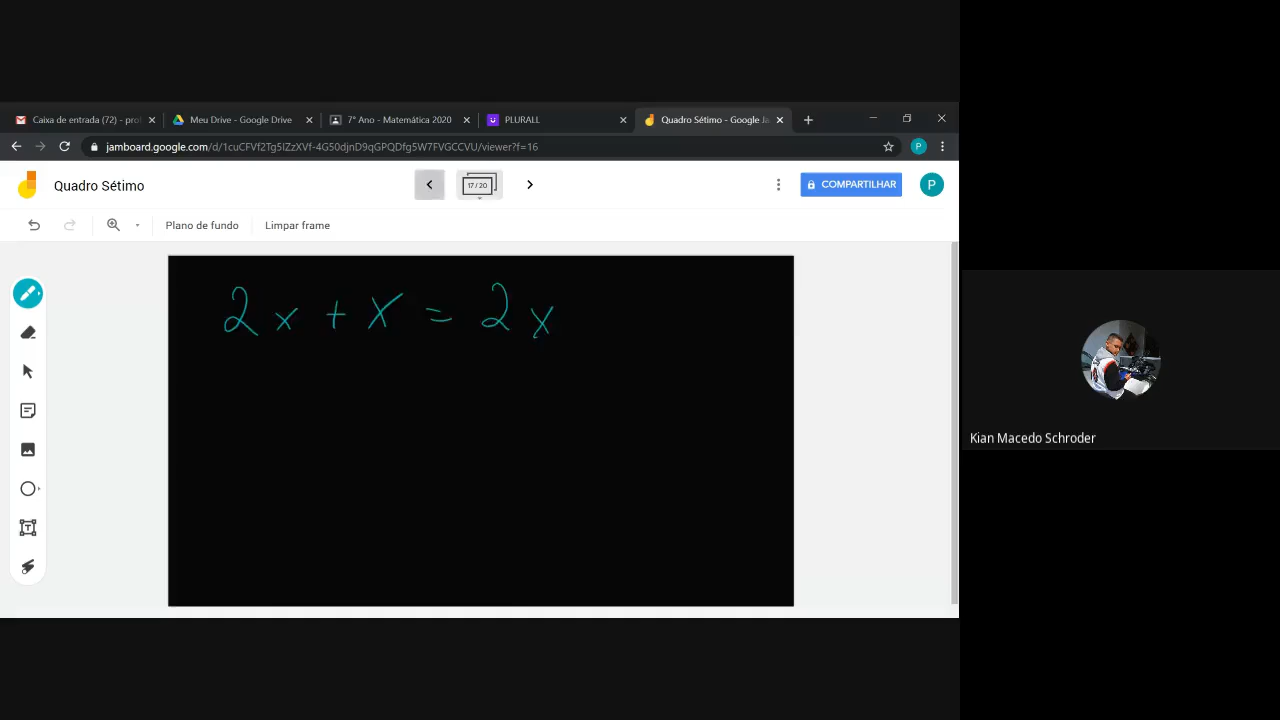 Caixa de entrada (72) - prof
Meu Drive - Google Drive
7° Ano - Matemática 2020
PLURALL
Quadro Sétimo - Google Ja
jamboard.google.com/d/1cuCFVf2Tg5IZzXVf-4G50djnD9qGPQDfg5W7FVGCCVU/viewer?f=16
P
Quadro Sétimo
17 / 20
COMPARTILHAR
P
Plano de fundo
Limpar frame
2x + x = 2x
Kian Macedo Schroder